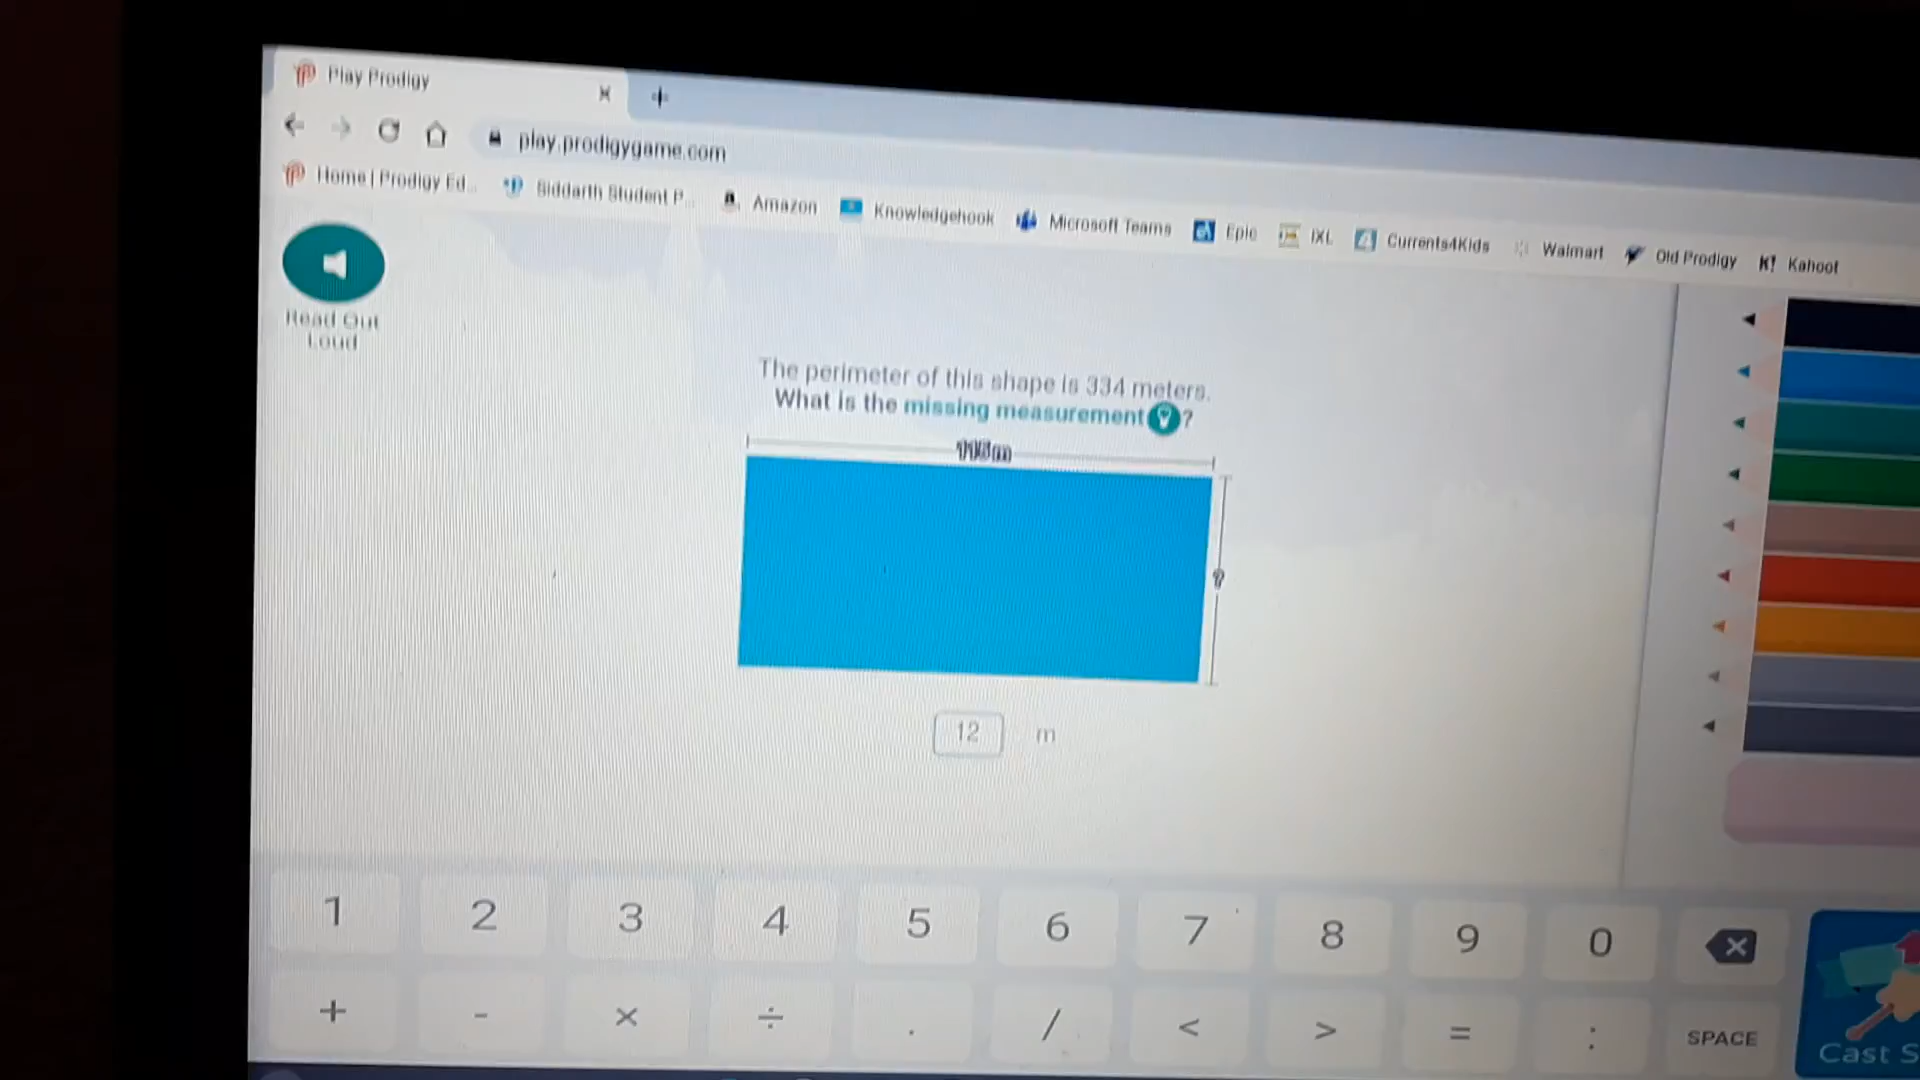 Play Prodigy
play.prodigygame.com
Home | Prodigy Ed...
Siddarth Student P...
Amazon
Knowledgehook
Microsoft Teams
Epic
IXL
Currents4Kids
Walmart
Old Prodigy
K! Kahoot
Read Out
Loud
The perimeter of this shape is 334 meters.
What is the missing measurement ?
?
12 m
1 2 3 4 5 6 7 8 9 0
+ - × ÷ . / < > = : SPACE
Cast S